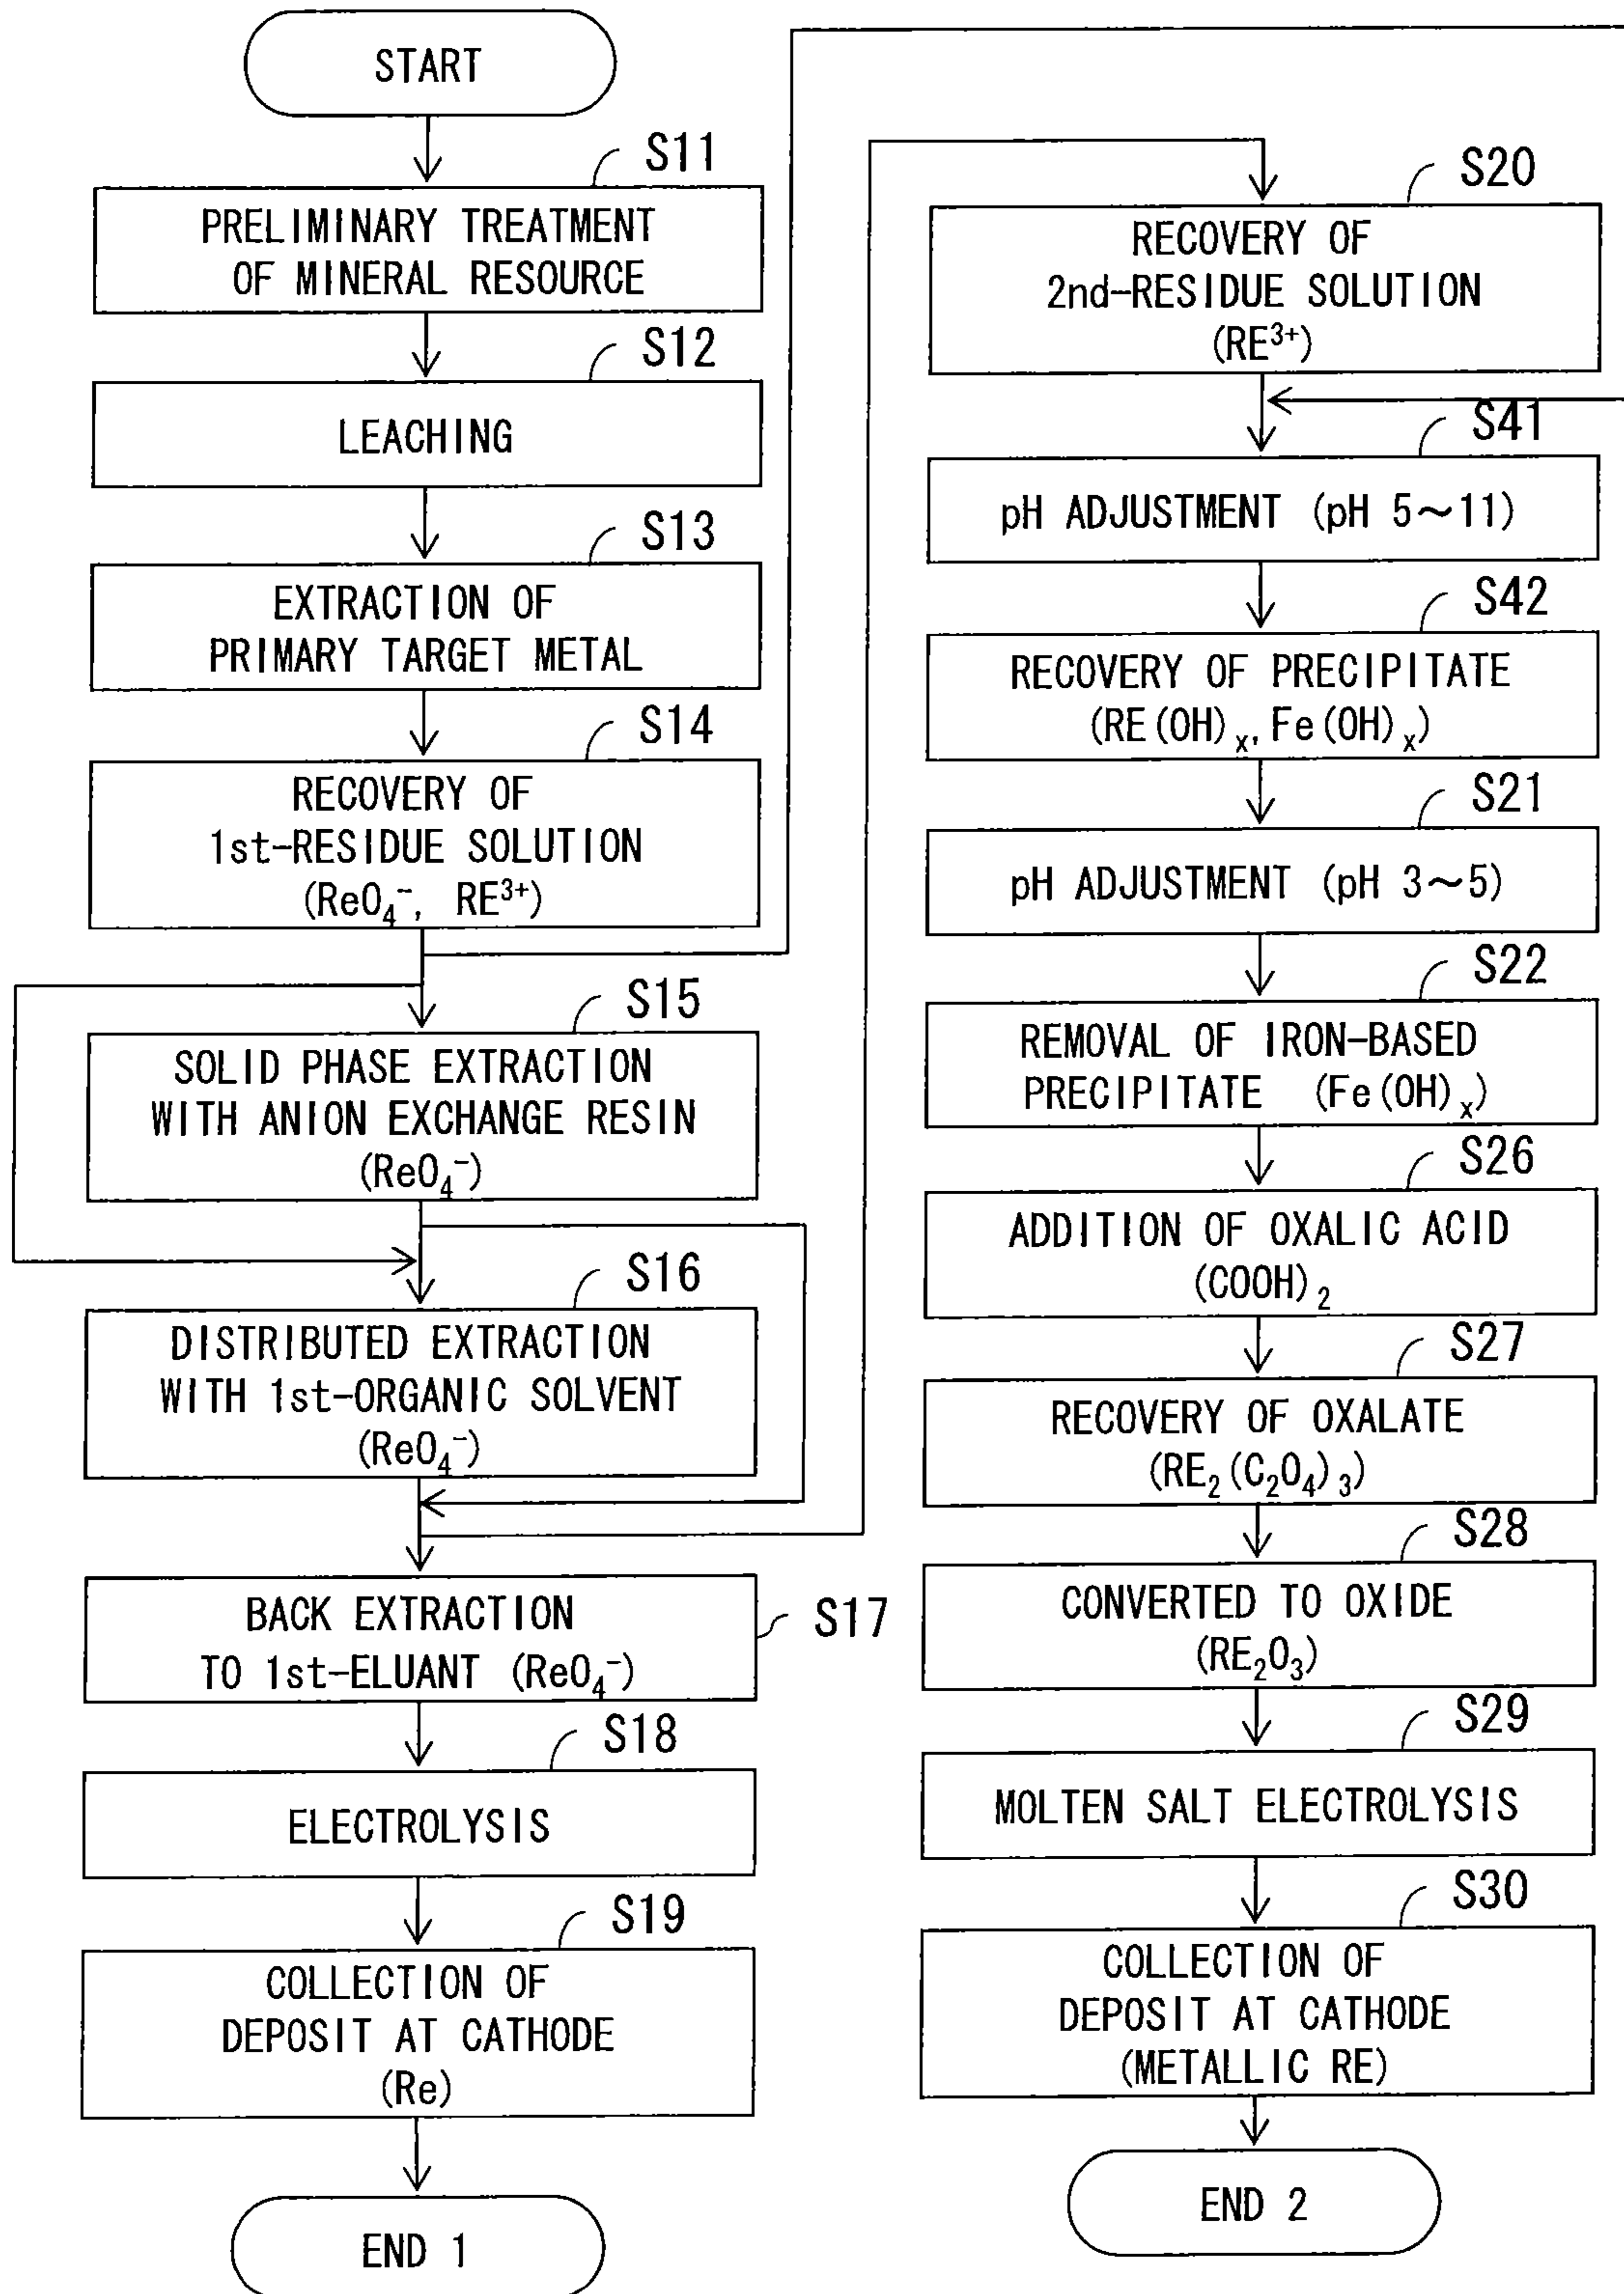 START
S11
PRELIMINARY TREATMENT
OF MINERAL RESOURCE
S12
LEACHING
S13
EXTRACTION OF
PRIMARY TARGET METAL
S14
RECOVERY OF
1st-RESIDUE SOLUTION
(ReO₄⁻, RE³⁺)
S15
SOLID PHASE EXTRACTION
WITH ANION EXCHANGE RESIN
(ReO₄⁻)
S16
DISTRIBUTED EXTRACTION
WITH 1st-ORGANIC SOLVENT
(ReO₄⁻)
S17
BACK EXTRACTION
TO 1st-ELUANT (ReO₄⁻)
S18
ELECTROLYSIS
S19
COLLECTION OF
DEPOSIT AT CATHODE
(Re)
END 1
S20
RECOVERY OF
2nd-RESIDUE SOLUTION
(RE³⁺)
S41
pH ADJUSTMENT (pH 5～11)
S42
RECOVERY OF PRECIPITATE
(RE(OH)ₓ, Fe(OH)ₓ)
S21
pH ADJUSTMENT (pH 3～5)
S22
REMOVAL OF IRON-BASED
PRECIPITATE (Fe(OH)ₓ)
S26
ADDITION OF OXALIC ACID
(COOH)₂
S27
RECOVERY OF OXALATE
(RE₂(C₂O₄)₃)
S28
CONVERTED TO OXIDE
(RE₂O₃)
S29
MOLTEN SALT ELECTROLYSIS
S30
COLLECTION OF
DEPOSIT AT CATHODE
(METALLIC RE)
END 2